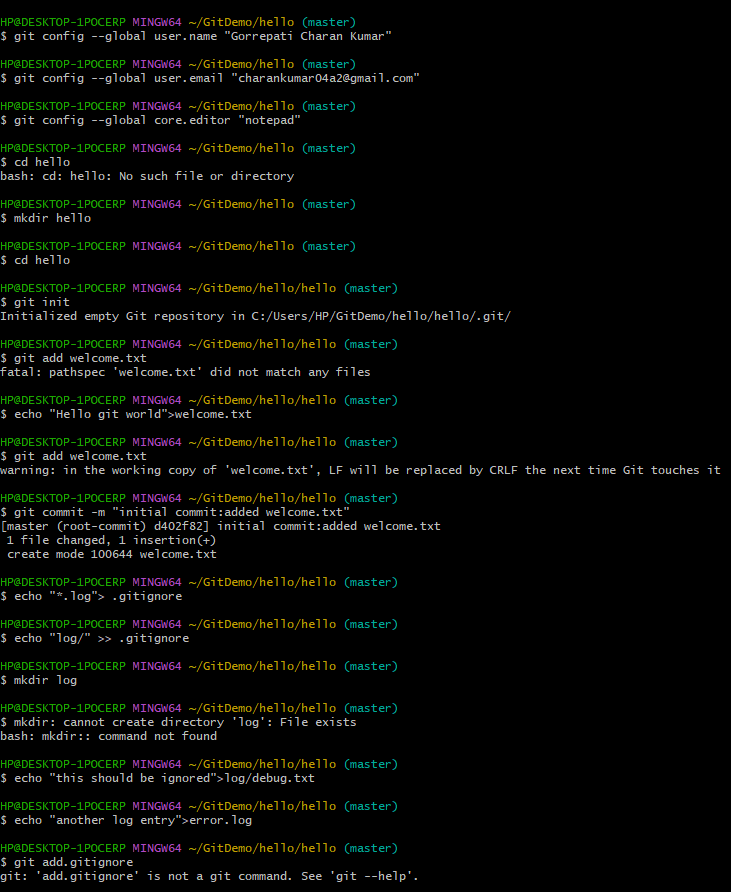 HP@DESKTOP-1POCERP MINGW64 ~/GitDemo/hello (master)
$ git config --global user.name "Gorrepati Charan Kumar"
HP@DESKTOP-1POCERP MINGW64 ~/GitDemo/hello (master)
$ git config --global user.email "charankumar04a2@gmail.com"
HP@DESKTOP-1POCERP MINGW64 ~/GitDemo/hello (master)
$ git config --global core.editor "notepad"
HP@DESKTOP-1POCERP MINGW64 ~/GitDemo/hello (master)
$ cd hello
bash: cd: hello: No such file or directory
HP@DESKTOP-1POCERP MINGW64 ~/GitDemo/hello (master)
$ mkdir hello
HP@DESKTOP-1POCERP MINGW64 ~/GitDemo/hello (master)
$ cd hello
HP@DESKTOP-1POCERP MINGW64 ~/GitDemo/hello/hello (master)
$ git init
Initialized empty Git repository in C:/Users/HP/GitDemo/hello/hello/.git/
HP@DESKTOP-1POCERP MINGW64 ~/GitDemo/hello/hello (master)
$ git add welcome.txt
fatal: pathspec 'welcome.txt' did not match any files
HP@DESKTOP-1POCERP MINGW64 ~/GitDemo/hello/hello (master)
$ echo "Hello git world">welcome.txt
HP@DESKTOP-1POCERP MINGW64 ~/GitDemo/hello/hello (master)
$ git add welcome.txt
warning: in the working copy of 'welcome.txt', LF will be replaced by CRLF the next time Git touches it
HP@DESKTOP-1POCERP MINGW64 ~/GitDemo/hello/hello (master)
$ git commit -m "initial commit:added welcome.txt"
[master (root-commit) d402f82] initial commit:added welcome.txt
1 file changed, 1 insertion(+)
create mode 100644 welcome.txt
HP@DESKTOP-1POCERP MINGW64 ~/GitDemo/hello/hello (master)
$ echo "*.log"> .gitignore
HP@DESKTOP-1POCERP MINGW64 ~/GitDemo/hello/hello (master)
$ echo "log/" >> .gitignore
HP@DESKTOP-1POCERP MINGW64 ~/GitDemo/hello/hello (master)
$ mkdir log
HP@DESKTOP-1POCERP MINGW64 ~/GitDemo/hello/hello (master)
$ mkdir: cannot create directory 'log': File exists
bash: mkdir:: command not found
HP@DESKTOP-1POCERP MINGW64 ~/GitDemo/hello/hello (master)
$ echo "this should be ignored">log/debug.txt
HP@DESKTOP-1POCERP MINGW64 ~/GitDemo/hello/hello (master)
$ echo "another log entry">error.log
HP@DESKTOP-1POCERP MINGW64 ~/GitDemo/hello/hello (master)
$ git add.gitignore
git: 'add.gitignore' is not a git command. See 'git --help'.